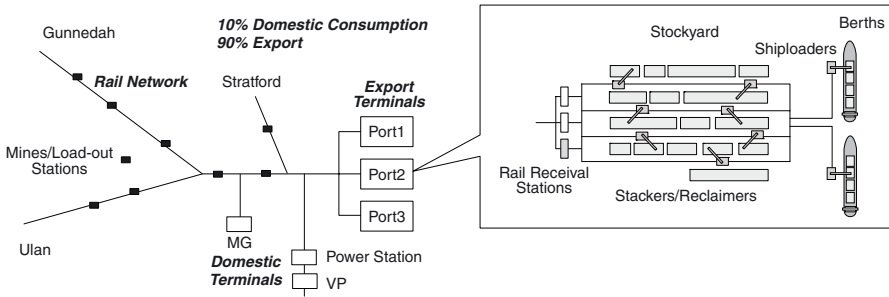 Gunnedah
10% Domestic Consumption
90% Export
Rail Network
Stratford
Export
Terminals
Port1
Port2
Port3
Mines/Load-out
Stations
Ulan
MG
Domestic
Terminals
Power Station
VP
Stockyard
Berths
Shiploaders
Rail Receival
Stations
Stackers/Reclaimers